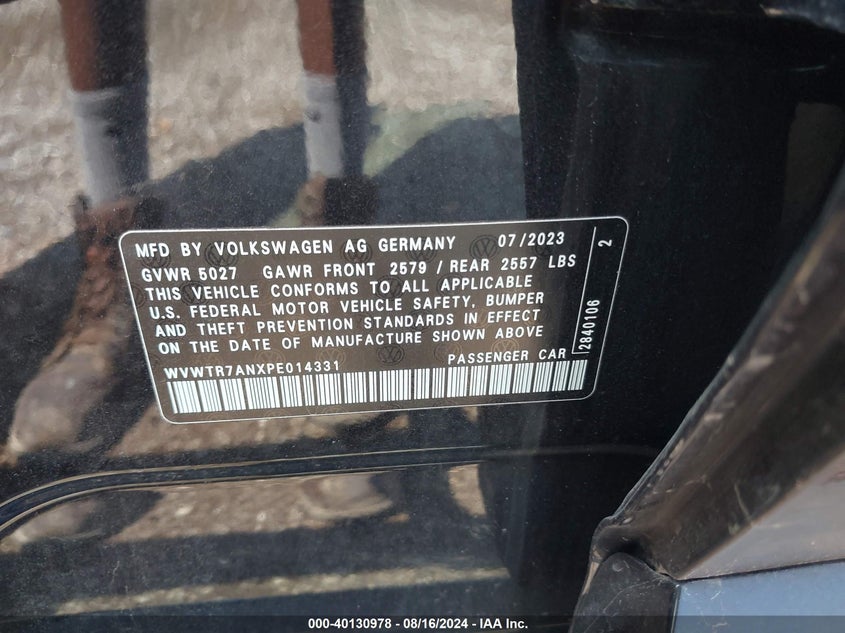 MFD BY VOLKSWAGEN AG GERMANY 07/2023
GVWR 5027 GAWR FRONT 2579 / REAR 2557 LBS
THIS VEHICLE CONFORMS TO ALL APPLICABLE
U.S. FEDERAL MOTOR VEHICLE SAFETY, BUMPER
AND THEFT PREVENTION STANDARDS IN EFFECT
ON THE DATE OF MANUFACTURE SHOWN ABOVE
WVWTR7ANXPE014331 PASSENGER CAR
2840106 2
000-40130978 - 08/16/2024 - IAA Inc.